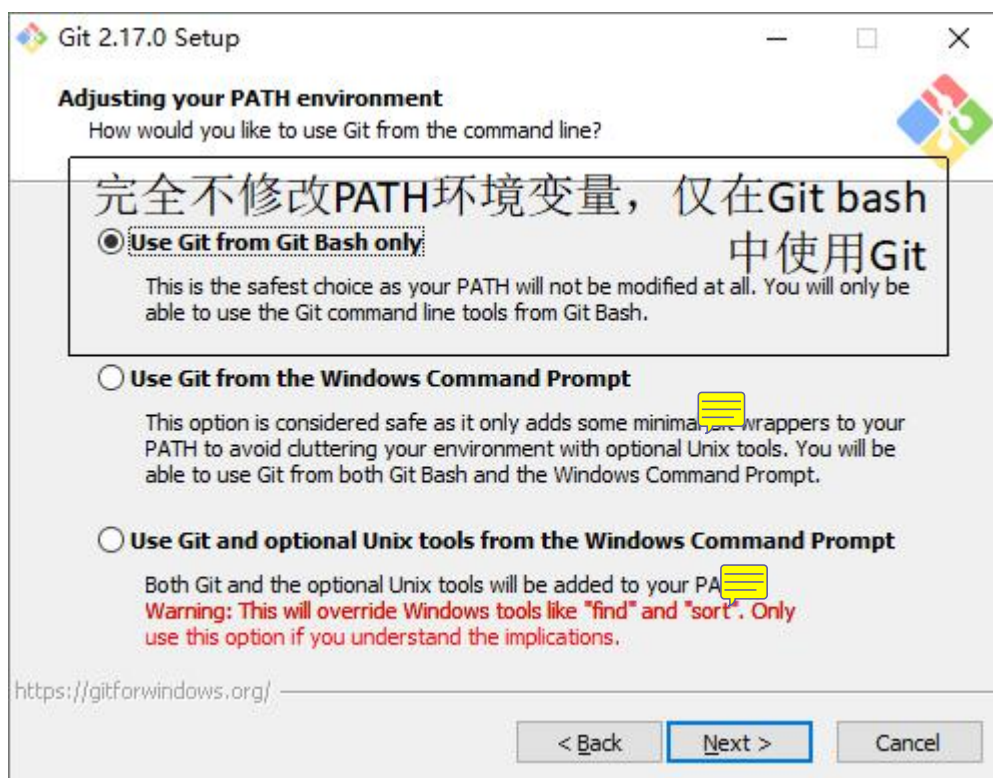 Git 2.17.0 Setup
Adjusting your PATH environment
How would you like to use Git from the command line?
完全不修改PATH环境变量，仅在Git bash
中使用Git
Use Git from Git Bash only
This is the safest choice as your PATH will not be modified at all. You will only be
able to use the Git command line tools from Git Bash.
Use Git from the Windows Command Prompt
This option is considered safe as it only adds some minimal wrappers to your
PATH to avoid cluttering your environment with optional Unix tools. You will be
able to use Git from both Git Bash and the Windows Command Prompt.
Use Git and optional Unix tools from the Windows Command Prompt
Both Git and the optional Unix tools will be added to your
Warning: This will override Windows tools like "find" and "sort". Only
use this option if you understand the implications.
https://gitforwindows.org/
< Back
Next >
Cancel